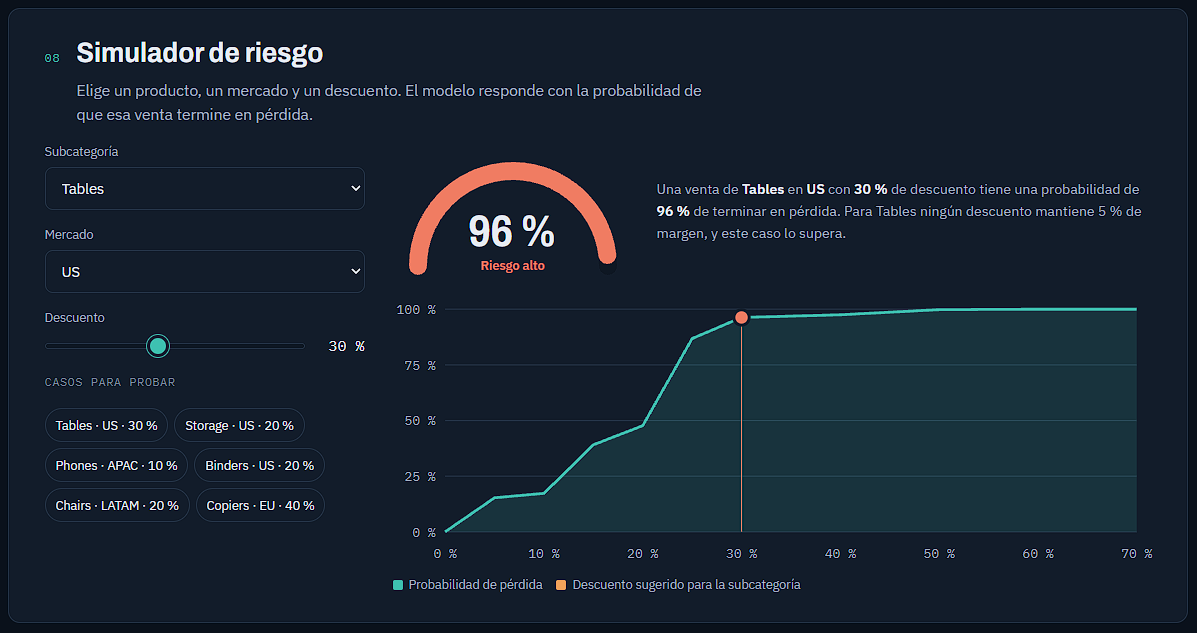 08 Simulador de riesgo
Elige un producto, un mercado y un descuento. El modelo responde con la probabilidad de
que esa venta termine en pérdida.
Subcategoría
Tables
Mercado
US
Descuento
30 %
CASOS PARA PROBAR
Tables · US · 30 %
Storage · US · 20 %
Phones · APAC · 10 %
Binders · US · 20 %
Chairs · LATAM · 20 %
Copiers · EU · 40 %
96 %
Riesgo alto
Una venta de Tables en US con 30 % de descuento tiene una probabilidad de
96 % de terminar en pérdida. Para Tables ningún descuento mantiene 5 % de
margen, y este caso lo supera.
100 %
75 %
50 %
25 %
0 %
0 % 10 % 20 % 30 % 40 % 50 % 60 % 70 %
Probabilidad de pérdida Descuento sugerido para la subcategoría